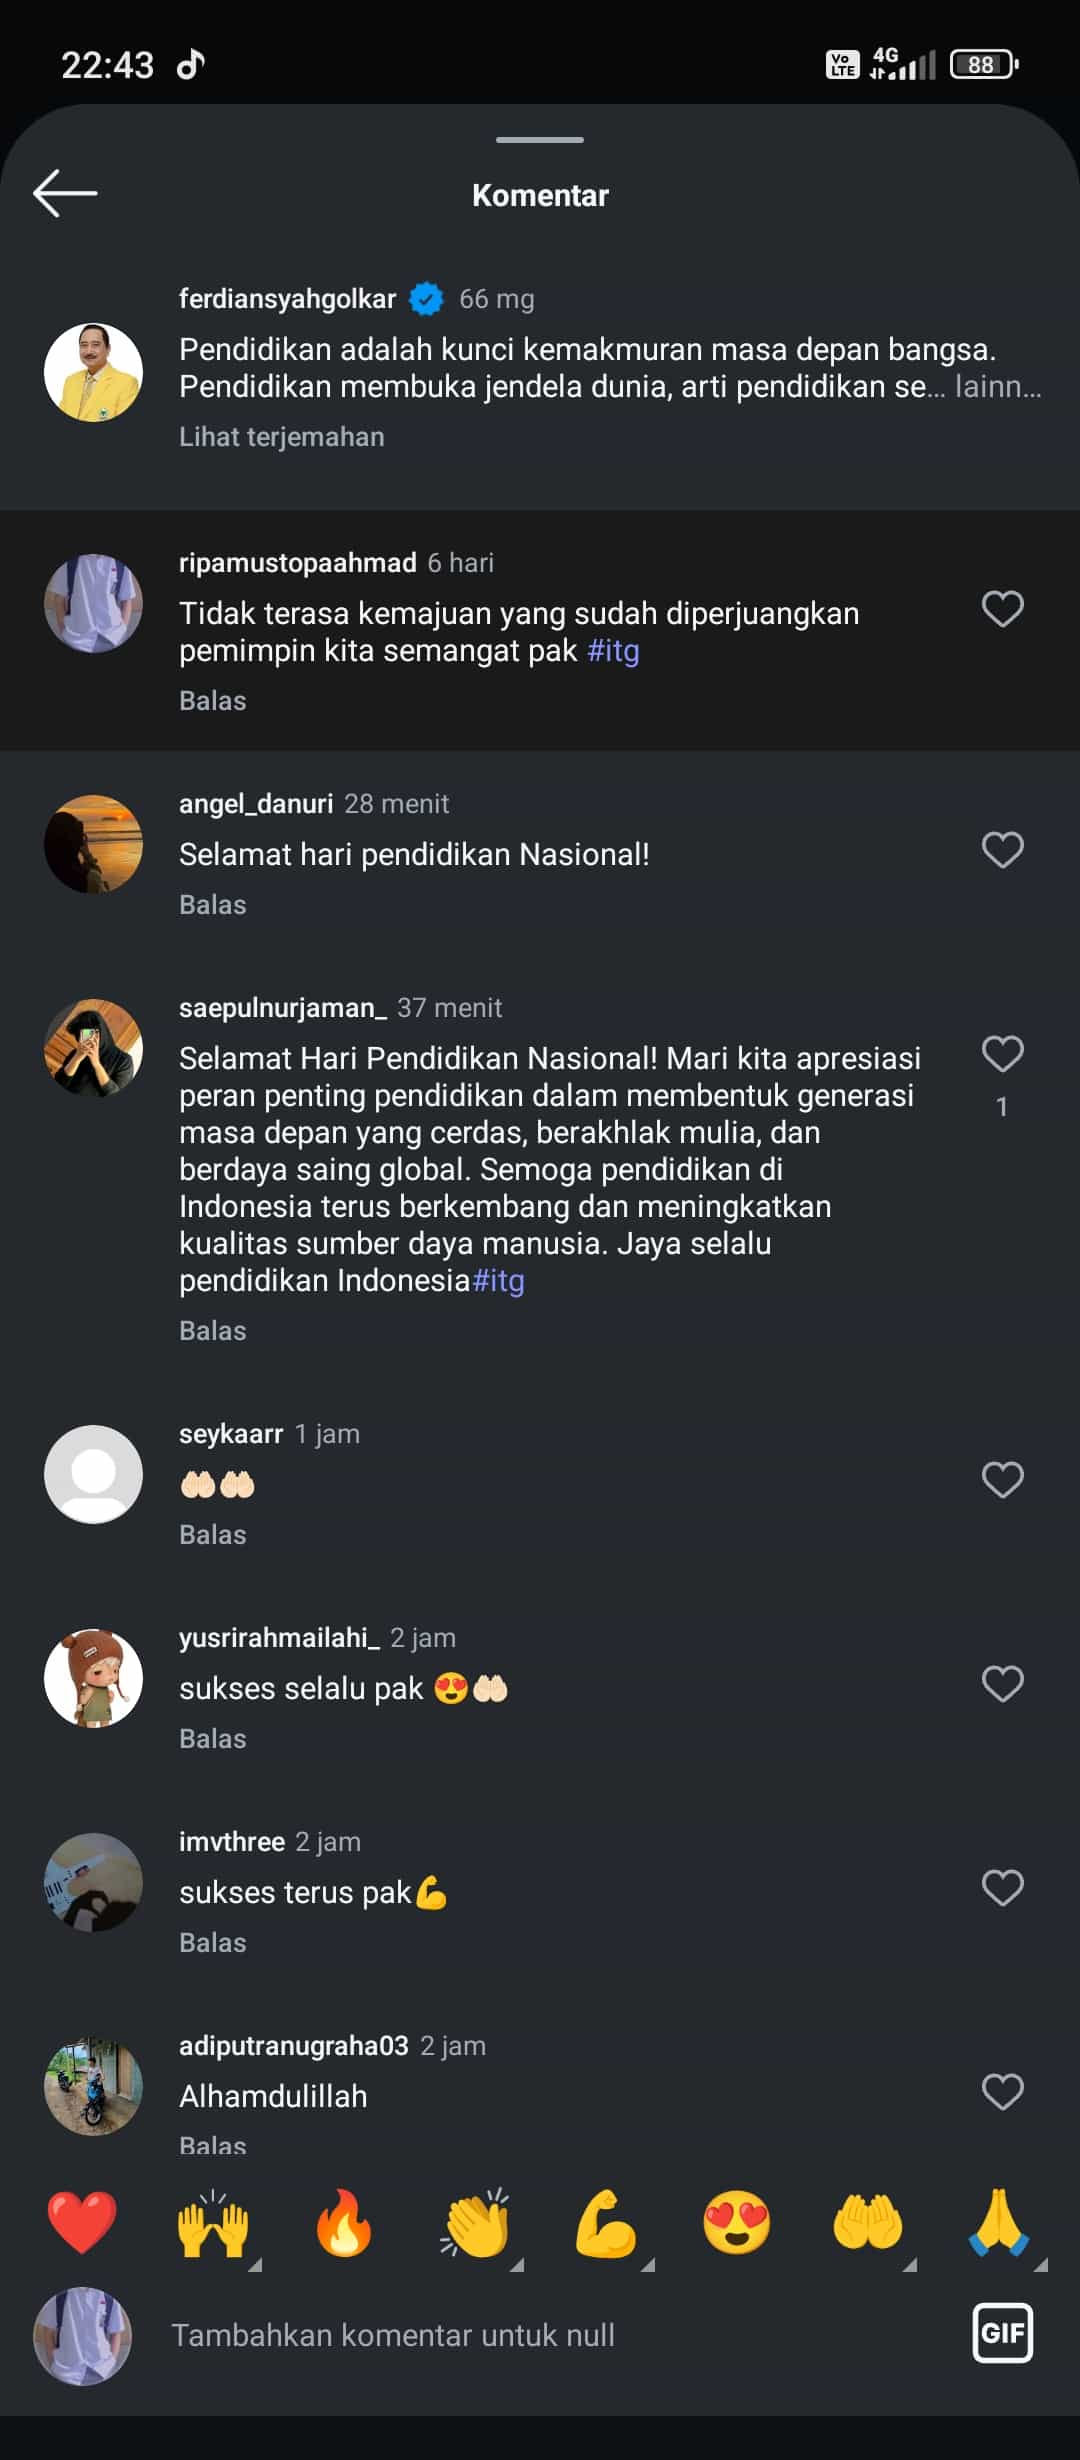 22:43
Vo LTE 4G 88
Komentar
ferdiansyahgolkar 66 mg
Pendidikan adalah kunci kemakmuran masa depan bangsa.
Pendidikan membuka jendela dunia, arti pendidikan se... lainn...
Lihat terjemahan
ripamustopaahmad 6 hari
Tidak terasa kemajuan yang sudah diperjuangkan
pemimpin kita semangat pak #itg
Balas
angel_danuri 28 menit
Selamat hari pendidikan Nasional!
Balas
saepulnurjaman_ 37 menit
Selamat Hari Pendidikan Nasional! Mari kita apresiasi
peran penting pendidikan dalam membentuk generasi
masa depan yang cerdas, berakhlak mulia, dan
berdaya saing global. Semoga pendidikan di
Indonesia terus berkembang dan meningkatkan
kualitas sumber daya manusia. Jaya selalu
pendidikan Indonesia#itg
1
Balas
seykaarr 1 jam
🤲🏻🤲🏻
Balas
yusrirahmailahi_ 2 jam
sukses selalu pak 😍🤲🏻
Balas
imvthree 2 jam
sukses terus pak💪
Balas
adiputranugraha03 2 jam
Alhamdulillah
Balas
❤️ 🙌 🔥 👏 💪 😍 🤲 🙏
Tambahkan komentar untuk null
GIF